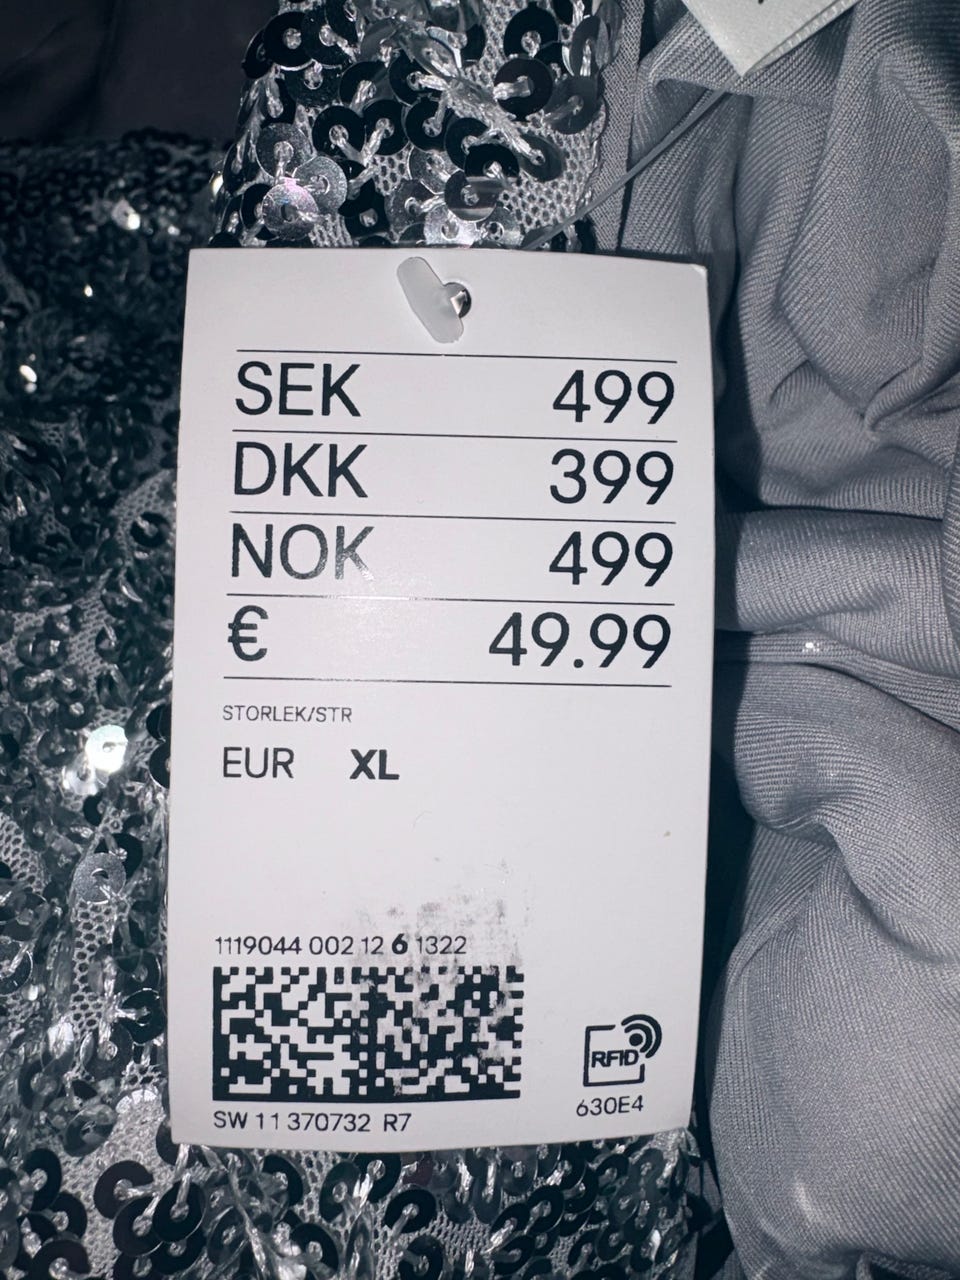 SEK 499
DKK 399
NOK 499
€ 49.99
STORLEK/STR
EUR XL
1119044 002 12 6 1322
RFID
SW 11 370732 R7
630E4